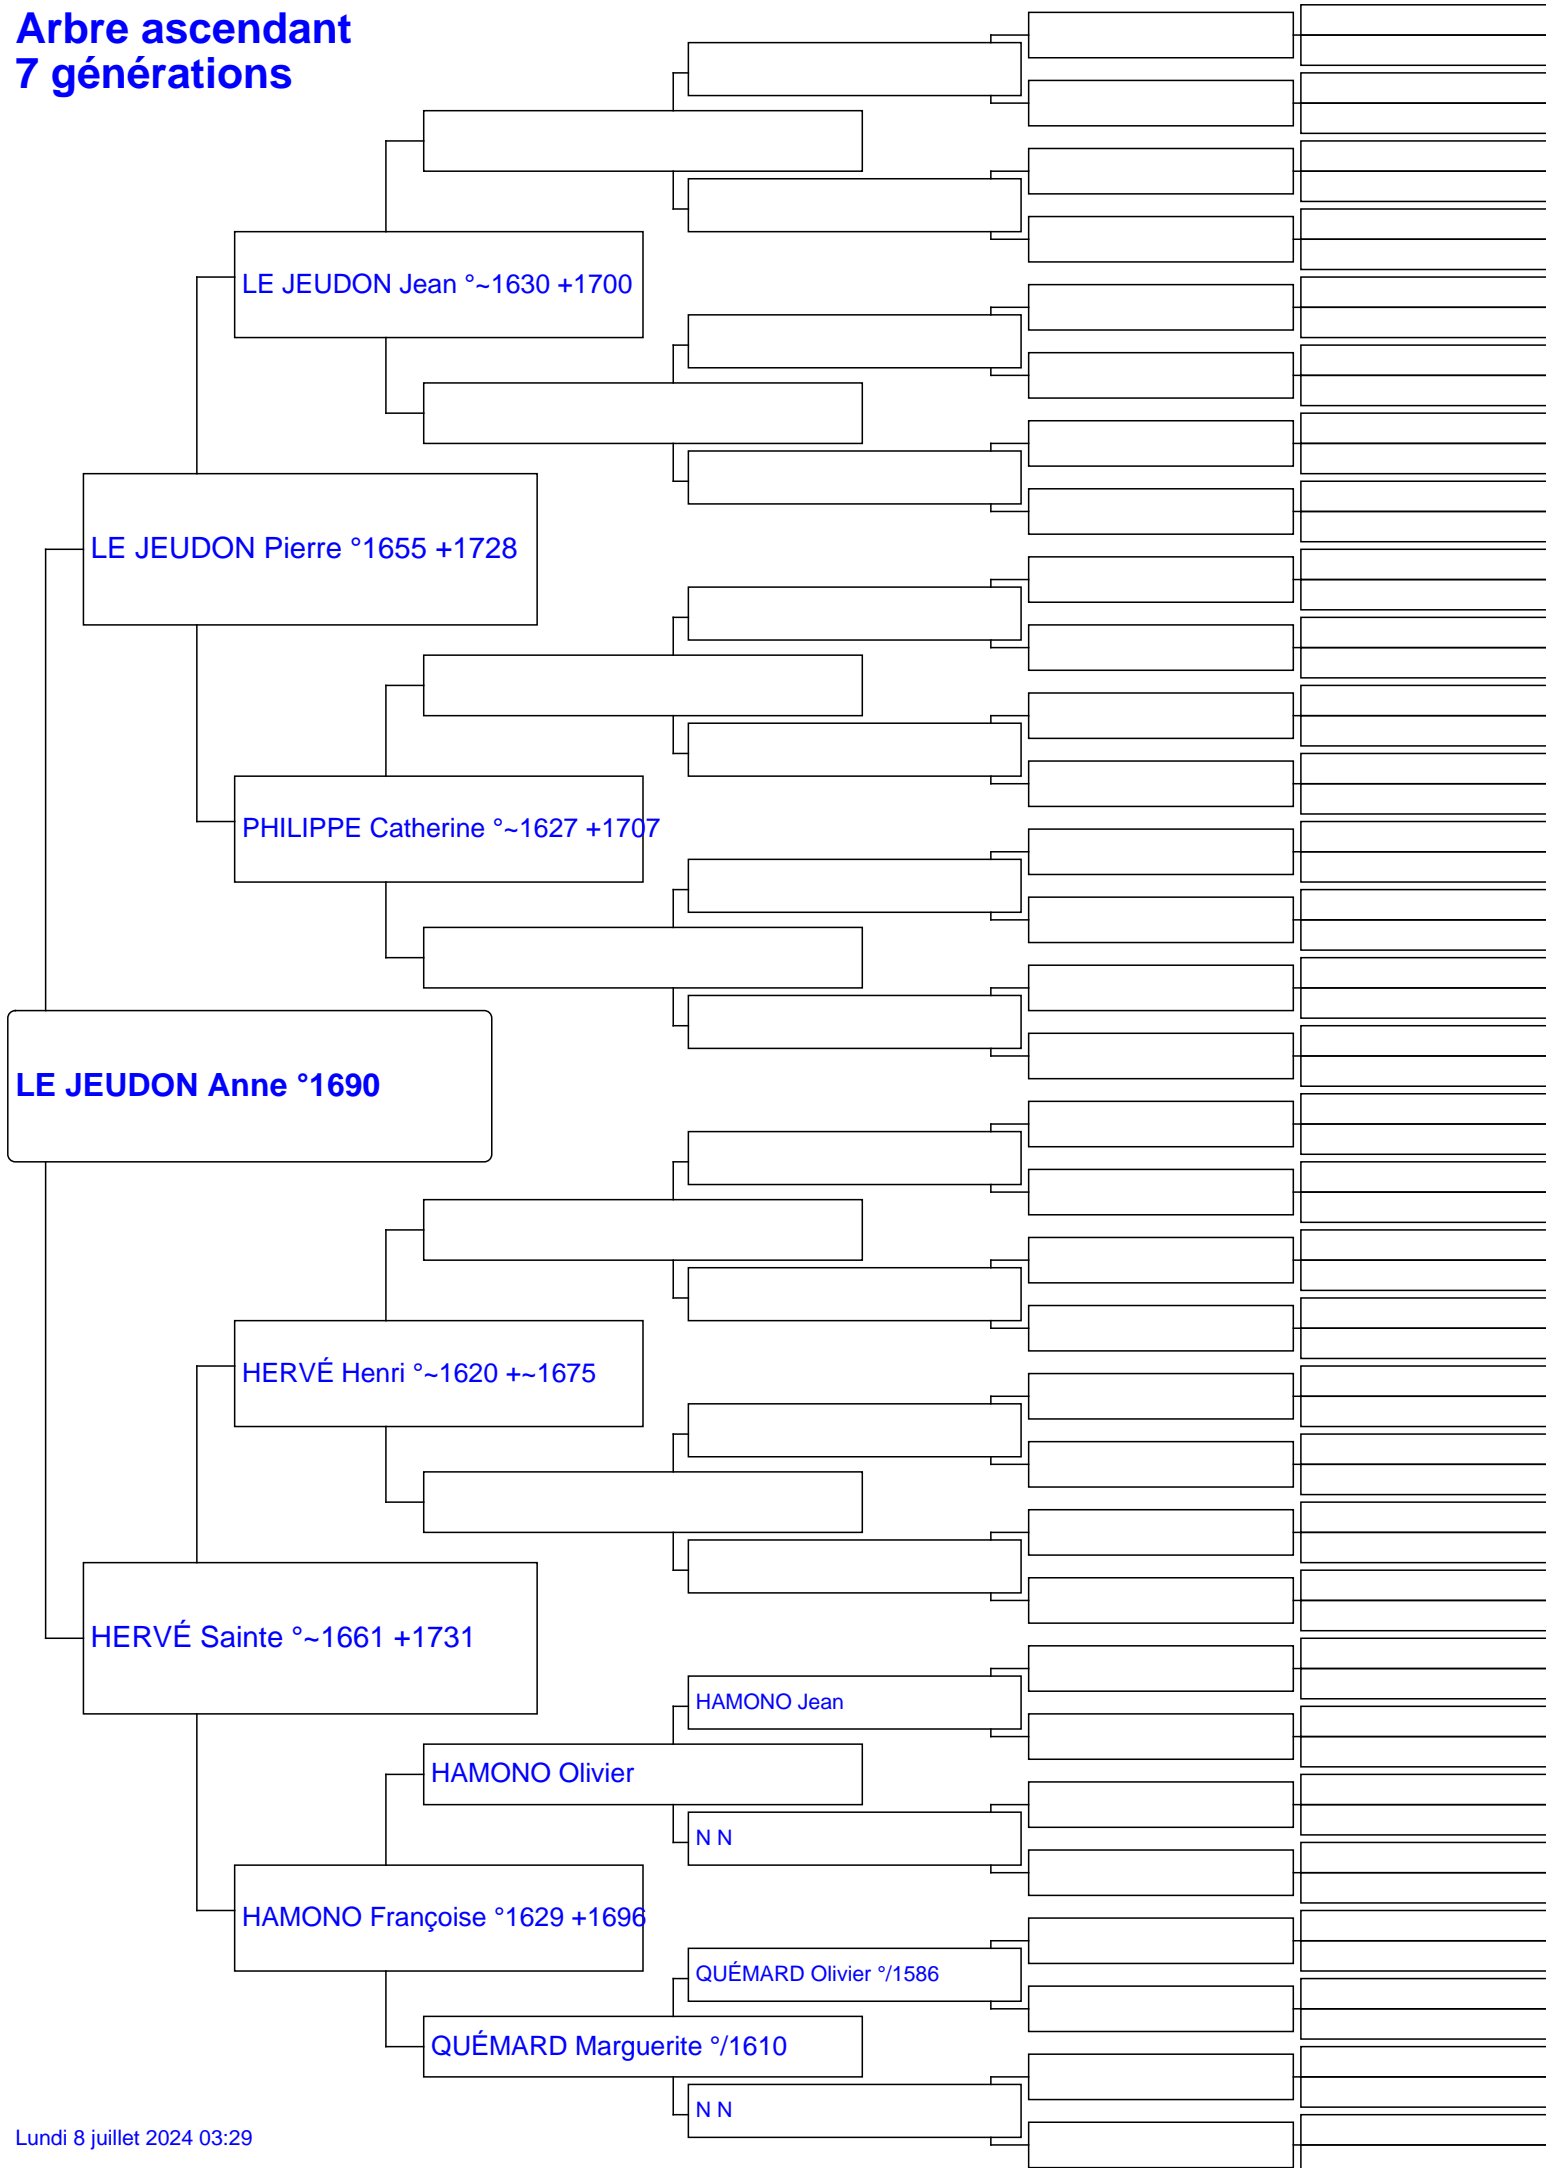 Arbre ascendant
7 générations
LE JEUDON Jean °~1630 +1700
LE JEUDON Pierre °1655 +1728
PHILIPPE Catherine °~1627 +1707
LE JEUDON Anne °1690
HERVÉ Henri °~1620 +~1675
HERVÉ Sainte °~1661 +1731
HAMONO Jean
HAMONO Olivier
N N
HAMONO Françoise °1629 +1696
QUÉMARD Olivier °/1586
QUÉMARD Marguerite °/1610
N N
Lundi 8 juillet 2024 03:29